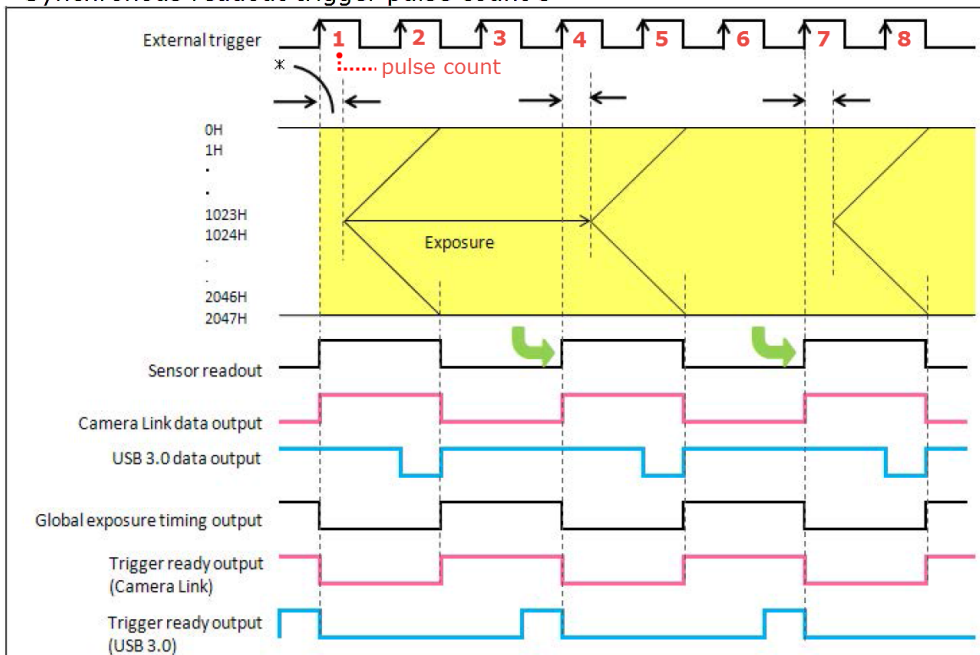 Synchronous readout trigger pulse count 3
External trigger
1 2 3 4 5 6 7 8
pulse count
*
0H
1H
.
.
1023H
1024H
.
.
2046H
2047H
Exposure
Sensor readout
Camera Link data output
USB 3.0 data output
Global exposure timing output
Trigger ready output
(Camera Link)
Trigger ready output
(USB 3.0)